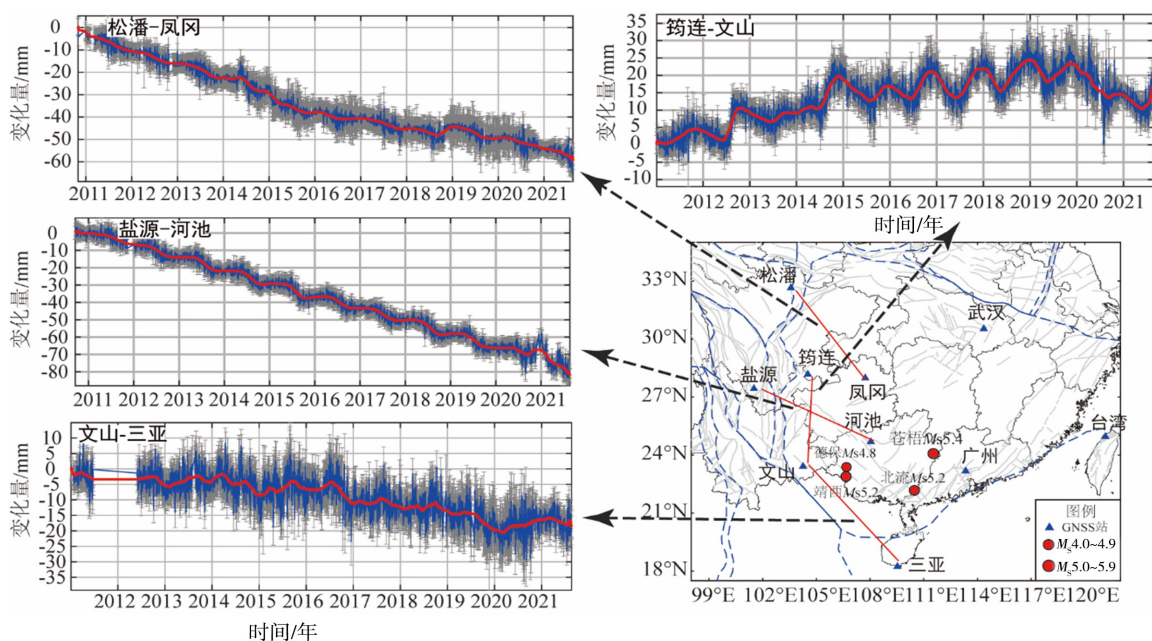 松潘-凤冈
变化量/mm
0
-10
-20
-30
-40
-50
-60
2011 2012 2013 2014 2015 2016 2017 2018 2019 2020 2021
筠连-文山
变化量/mm
35
30
25
20
15
10
5
0
-5
-10
2012 2013 2014 2015 2016 2017 2018 2019 2020 2021
时间/年
盐源-河池
变化量/mm
0
-10
-20
-30
-40
-50
-60
-70
-80
2011 2012 2013 2014 2015 2016 2017 2018 2019 2020 2021
文山-三亚
变化量/mm
10
5
0
-5
-10
-15
-20
-25
-30
-35
2012 2013 2014 2015 2016 2017 2018 2019 2020 2021
时间/年
33°N
30°N
27°N
24°N
21°N
18°N
松潘
武汉
筠连
盐源
凤冈
河池
台湾
苍梧Ms5.4
德保Ms4.8
广州
文山
北流Ms5.2
靖西Ms5.2
三亚
图例
GNSS站
Ms4.0~4.9
Ms5.0~5.9
99°E 102°E 105°E 108°E 111°E 114°E 117°E 120°E